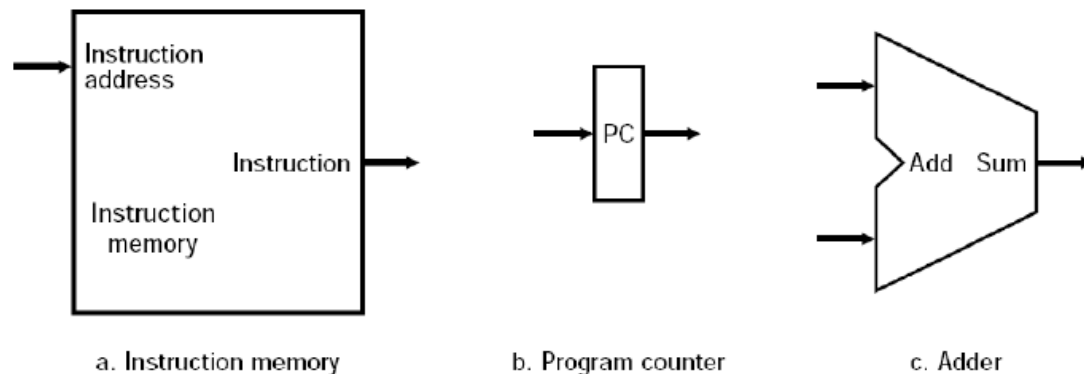 Instruction
address
Instruction
Instruction
memory
PC
Add Sum
a. Instruction memory
b. Program counter
c. Adder